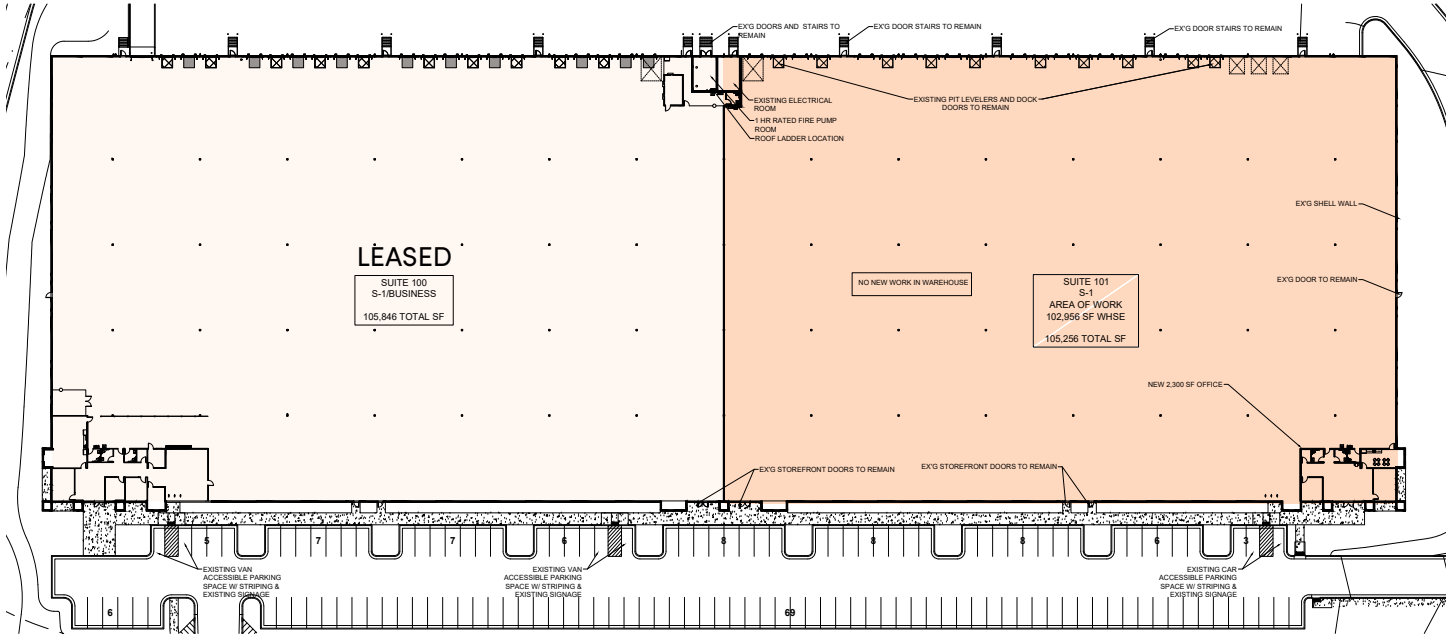 EX'G DOORS AND STAIRS TO
REMAIN
EX'G DOOR STAIRS TO REMAIN
EX'G DOOR STAIRS TO REMAIN
EXISTING ELECTRICAL
ROOM
1 HR RATED FIRE PUMP
ROOM
ROOF LADDER LOCATION
EXISTING PIT LEVELERS AND DOCK
DOORS TO REMAIN
EX'G SHELL WALL
LEASED
SUITE 100
S-1/BUSINESS
105,846 TOTAL SF
NO NEW WORK IN WAREHOUSE
SUITE 101
S-1
AREA OF WORK
102,956 SF WHSE
105,256 TOTAL SF
EX'G DOOR TO REMAIN
NEW 2,300 SF OFFICE
EX'G STOREFRONT DOORS TO REMAIN
EX'G STOREFRONT DOORS TO REMAIN
5
7
7
6
8
8
8
6
3
EXISTING VAN
ACCESSIBLE PARKING
SPACE W/ STRIPING &
EXISTING SIGNAGE
EXISTING VAN
ACCESSIBLE PARKING
SPACE W/ STRIPING &
EXISTING SIGNAGE
EXISTING CAR
ACCESSIBLE PARKING
SPACE W/ STRIPING &
EXISTING SIGNAGE
6
69